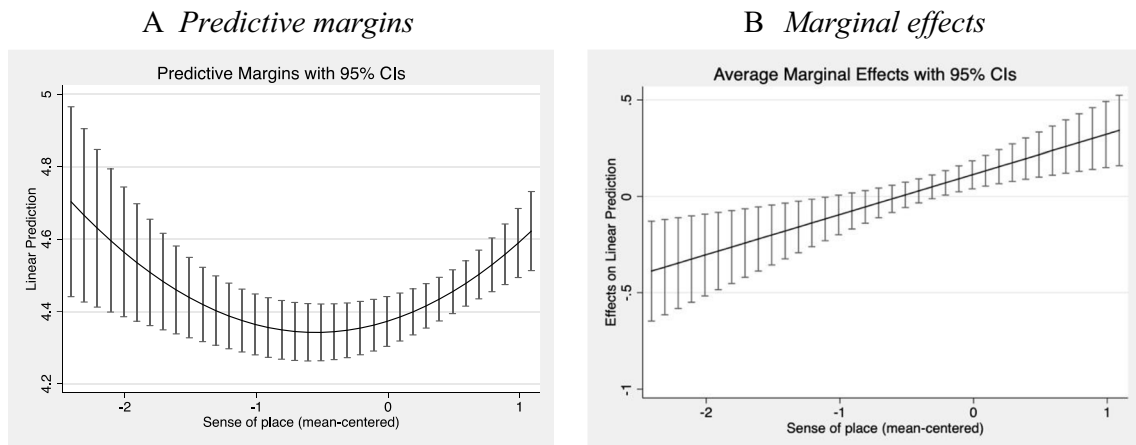 A Predictive margins
Predictive Margins with 95% CIs
Linear Prediction
5
4.8
4.6
4.4
4.2
-2
-1
0
1
Sense of place (mean-centered)
B Marginal effects
Average Marginal Effects with 95% CIs
Effects on Linear Prediction
.5
0
-.5
-1
-2
-1
0
1
Sense of place (mean-centered)